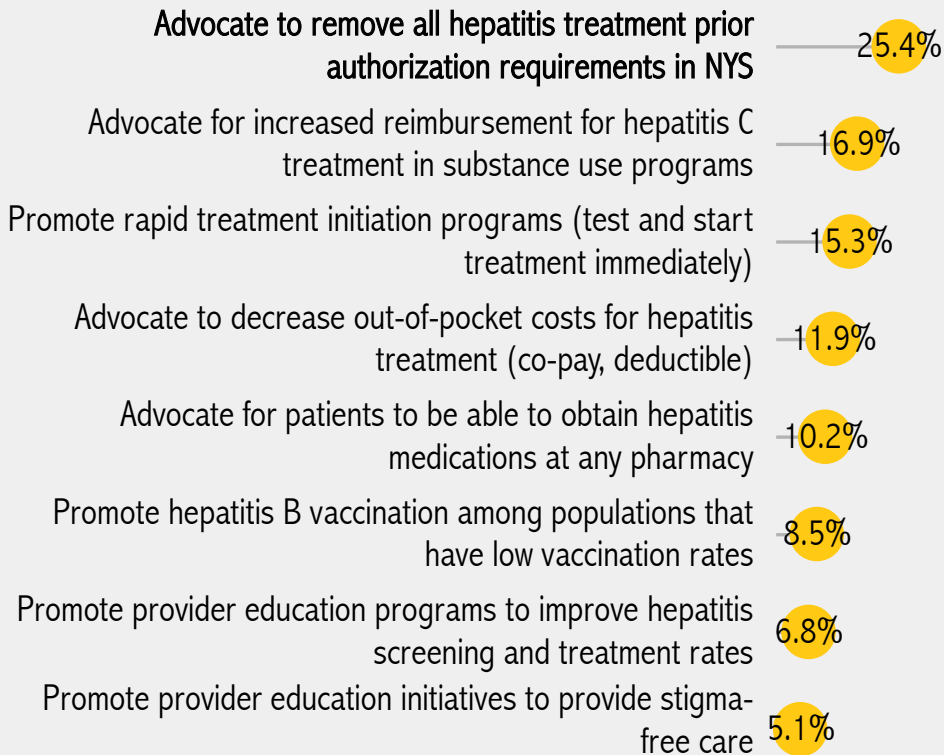 Advocate to remove all hepatitis treatment prior
authorization requirements in NYS
25.4%
Advocate for increased reimbursement for hepatitis C
treatment in substance use programs
16.9%
Promote rapid treatment initiation programs (test and start
treatment immediately)
15.3%
Advocate to decrease out-of-pocket costs for hepatitis
treatment (co-pay, deductible)
11.9%
Advocate for patients to be able to obtain hepatitis
medications at any pharmacy
10.2%
Promote hepatitis B vaccination among populations that
have low vaccination rates
8.5%
Promote provider education programs to improve hepatitis
screening and treatment rates
6.8%
Promote provider education initiatives to provide stigma-
free care
5.1%